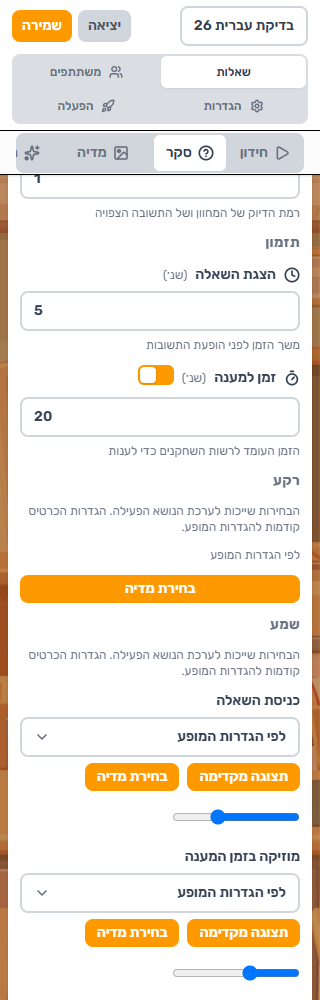 בדיקת עברית 26
יציאה
שמירה
שאלות
משתתפים
הגדרות
הפעלה
חידון
סקר
מדיה
1
רמת הדיוק של המחוון ושל התשובה הצפויה
תזמון
הצגת השאלה (שנ׳)
5
משך הזמן לפני הופעת התשובות
זמן למענה (שנ׳)
20
הזמן העומד לרשות השחקנים כדי לענות
רקע
הבחירות שייכות לערכת הנושא הפעילה. הגדרות הכרטיס
קודמות להגדרות המופע.
לפי הגדרות המופע
בחירת מדיה
שמע
הבחירות שייכות לערכת הנושא הפעילה. הגדרות הכרטיס
קודמות להגדרות המופע.
כניסת השאלה
לפי הגדרות המופע
תצוגה מקדימה
בחירת מדיה
מוזיקה בזמן המענה
לפי הגדרות המופע
תצוגה מקדימה
בחירת מדיה